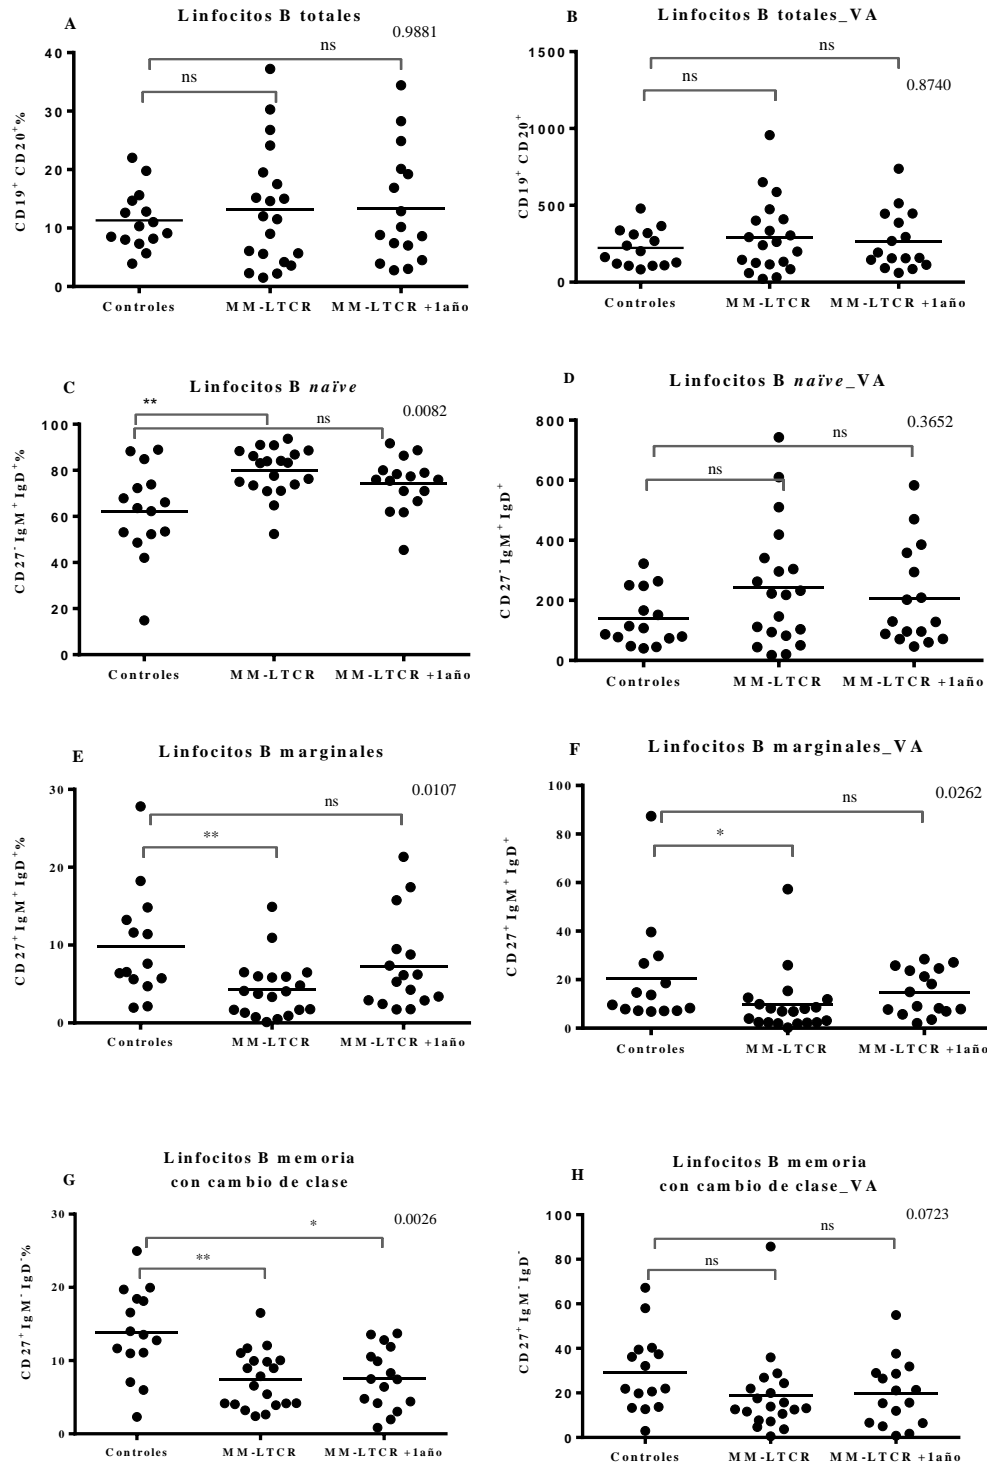 A
Linfocitos B totales
0.9881
ns
ns
40
30
20
10
0
CD19+ CD20+%
Controles
MM-LTCR
MM-LTCR +1año
B
Linfocitos B totales_VA
0.8740
ns
ns
1500
1000
500
0
CD19+ CD20+
Controles
MM-LTCR
MM-LTCR +1año
C
Linfocitos B naïve
0.0082
**
ns
100
80
60
40
20
0
CD27- IgM+ IgD+%
Controles
MM-LTCR
MM-LTCR +1año
D
Linfocitos B naïve_VA
0.3652
ns
ns
800
600
400
200
0
CD27- IgM+ IgD+
Controles
MM-LTCR
MM-LTCR +1año
E
Linfocitos B marginales
0.0107
ns
**
30
20
10
0
CD27+ IgM+ IgD+%
Controles
MM-LTCR
MM-LTCR +1año
F
Linfocitos B marginales_VA
0.0262
ns
*
100
80
60
40
20
0
CD27+ IgM+ IgD+
Controles
MM-LTCR
MM-LTCR +1año
G
Linfocitos B memoria
con cambio de clase
0.0026
*
**
30
20
10
0
CD27+ IgM- IgD-%
Controles
MM-LTCR
MM-LTCR +1año
H
Linfocitos B memoria
con cambio de clase_VA
0.0723
ns
ns
100
80
60
40
20
0
CD27+ IgM- IgD-
Controles
MM-LTCR
MM-LTCR +1año